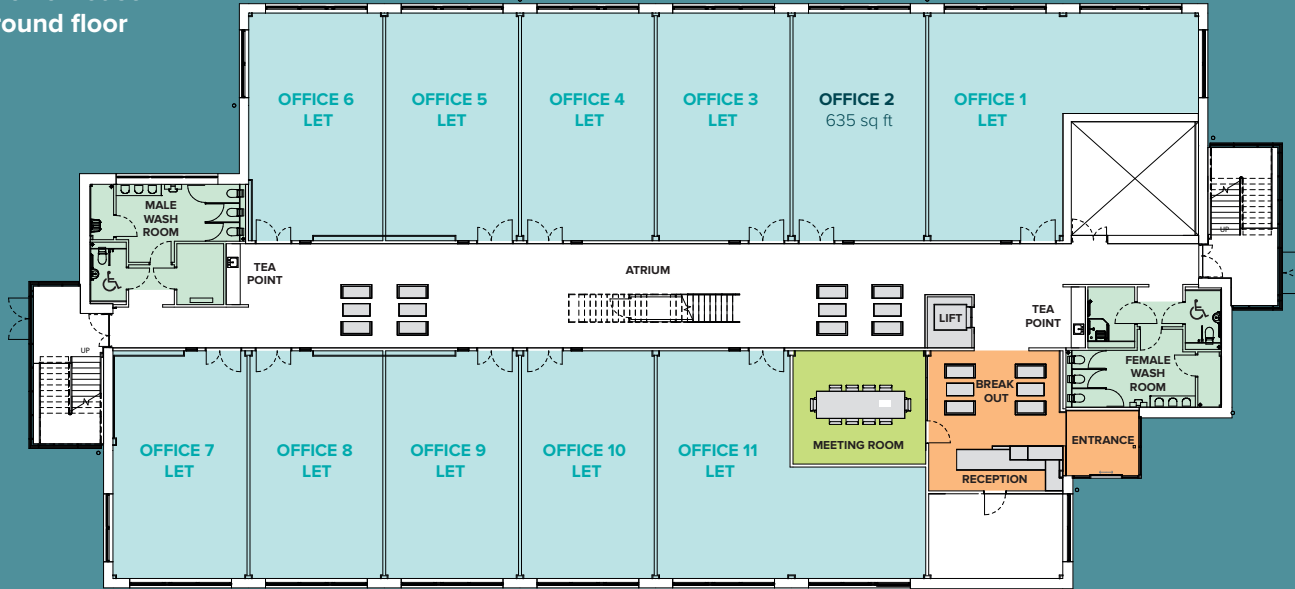 round floor
OFFICE 6
LET
OFFICE 5
LET
OFFICE 4
LET
OFFICE 3
LET
OFFICE 2
635 sq ft
OFFICE 1
LET
MALE
WASH
ROOM
UP
TEA
POINT
ATRIUM
LIFT
TEA
POINT
UP
FEMALE
WASH
ROOM
BREAK
OUT
MEETING ROOM
ENTRANCE
RECEPTION
OFFICE 7
LET
OFFICE 8
LET
OFFICE 9
LET
OFFICE 10
LET
OFFICE 11
LET